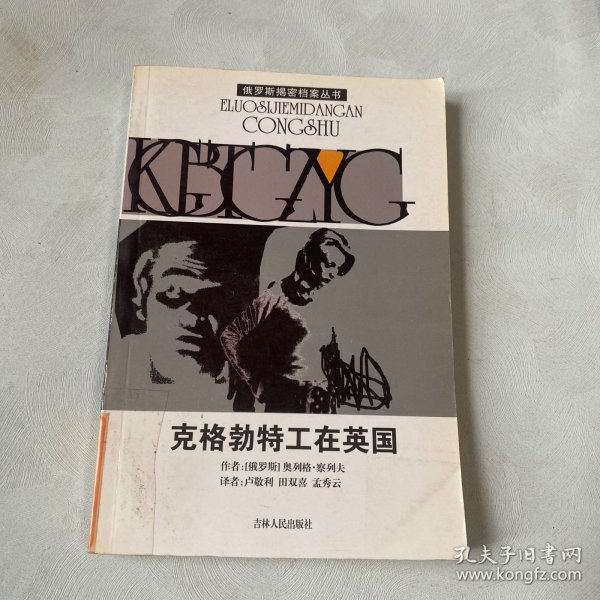 俄罗斯揭密档案丛书
ELUOSIJIEMIDANGAN
CONGSHU
KBTGZYG
克格勃特工在英国
作者:[俄罗斯]奥列格·察列夫
译者:卢敬利 田双喜 孟秀云
吉林人民出版社
孔夫子旧书网
www.kongfz.com